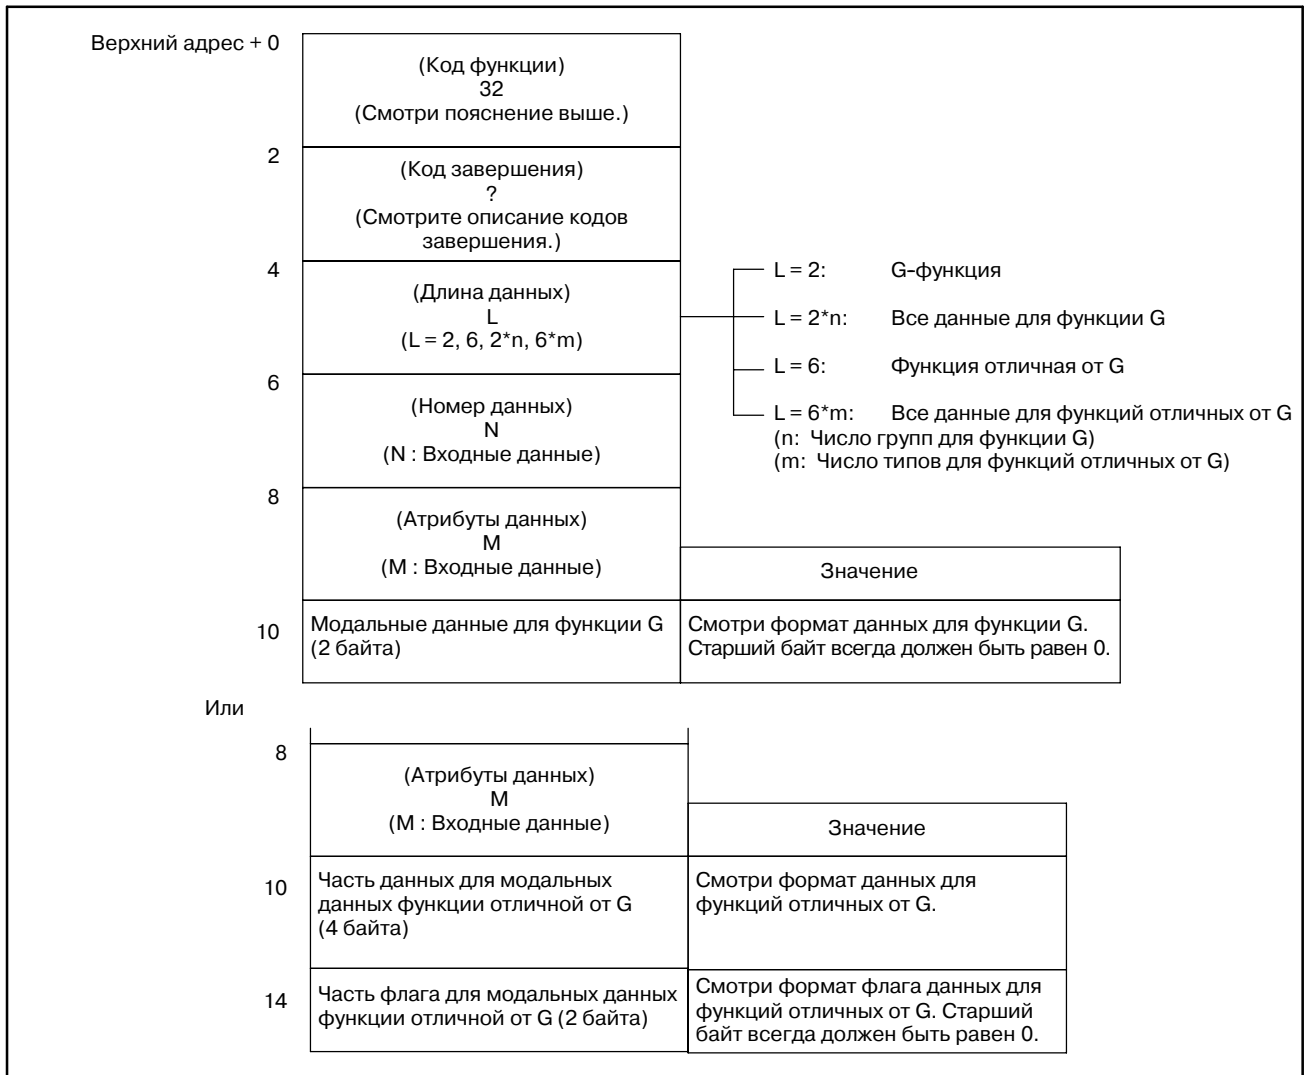 Верхний адрес + 0
(Код функции)
32
(Смотри пояснение выше.)
2
(Код завершения)
?
(Смотрите описание кодов
завершения.)
4
(Длина данных)
L
(L = 2, 6, 2*n, 6*m)
L = 2: G-функция
L = 2*n: Все данные для функции G
L = 6: Функция отличная от G
L = 6*m: Все данные для функций отличных от G
(n: Число групп для функции G)
(m: Число типов для функций отличных от G)
6
(Номер данных)
N
(N : Входные данные)
8
(Атрибуты данных)
M
(M : Входные данные)
Значение
10
Модальные данные для функции G
(2 байта)
Смотри формат данных для функции G.
Старший байт всегда должен быть равен 0.
Или
8
(Атрибуты данных)
M
(M : Входные данные)
Значение
10
Часть данных для модальных
данных функции отличной от G
(4 байта)
Смотри формат данных для
функций отличных от G.
14
Часть флага для модальных данных
функции отличной от G (2 байта)
Смотри формат флага данных для
функций отличных от G. Старший
байт всегда должен быть равен 0.